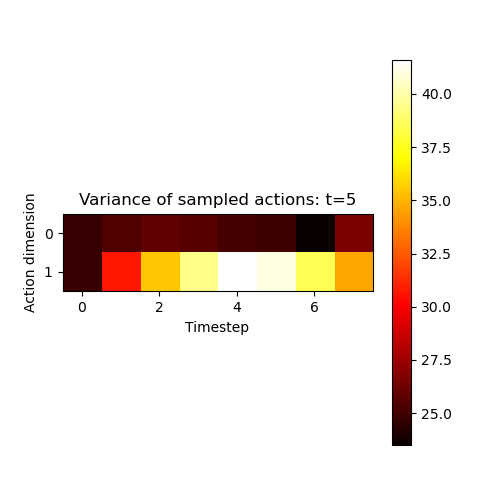 Variance of sampled actions: t=5
Action dimension
0
1
0 2 4 6
Timestep
40.0
37.5
35.0
32.5
30.0
27.5
25.0